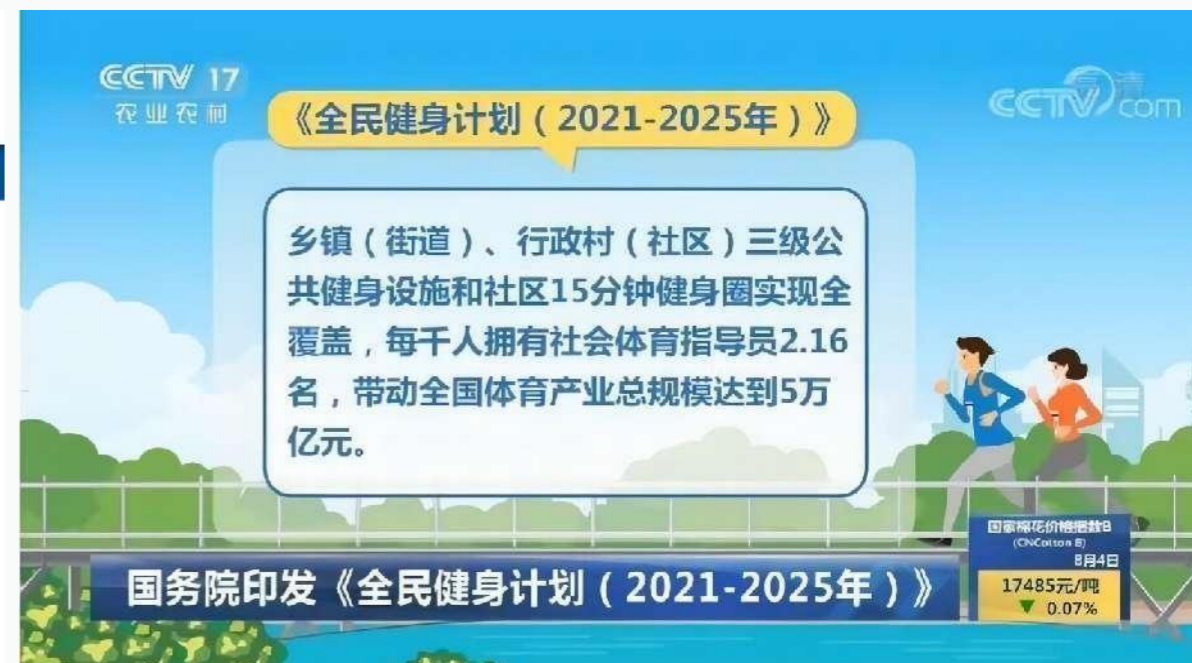 CCTV 17
农业农村
高清
CCTV.com
《全民健身计划（2021-2025年）》
乡镇（街道）、行政村（社区）三级公
共健身设施和社区15分钟健身圈实现全
覆盖，每千人拥有社会体育指导员2.16
名，带动全国体育产业总规模达到5万
亿元。
国家棉花价格指数B
(CNCotton B)
8月4日
17485元/吨
▼ 0.07%
国务院印发《全民健身计划（2021-2025年）》